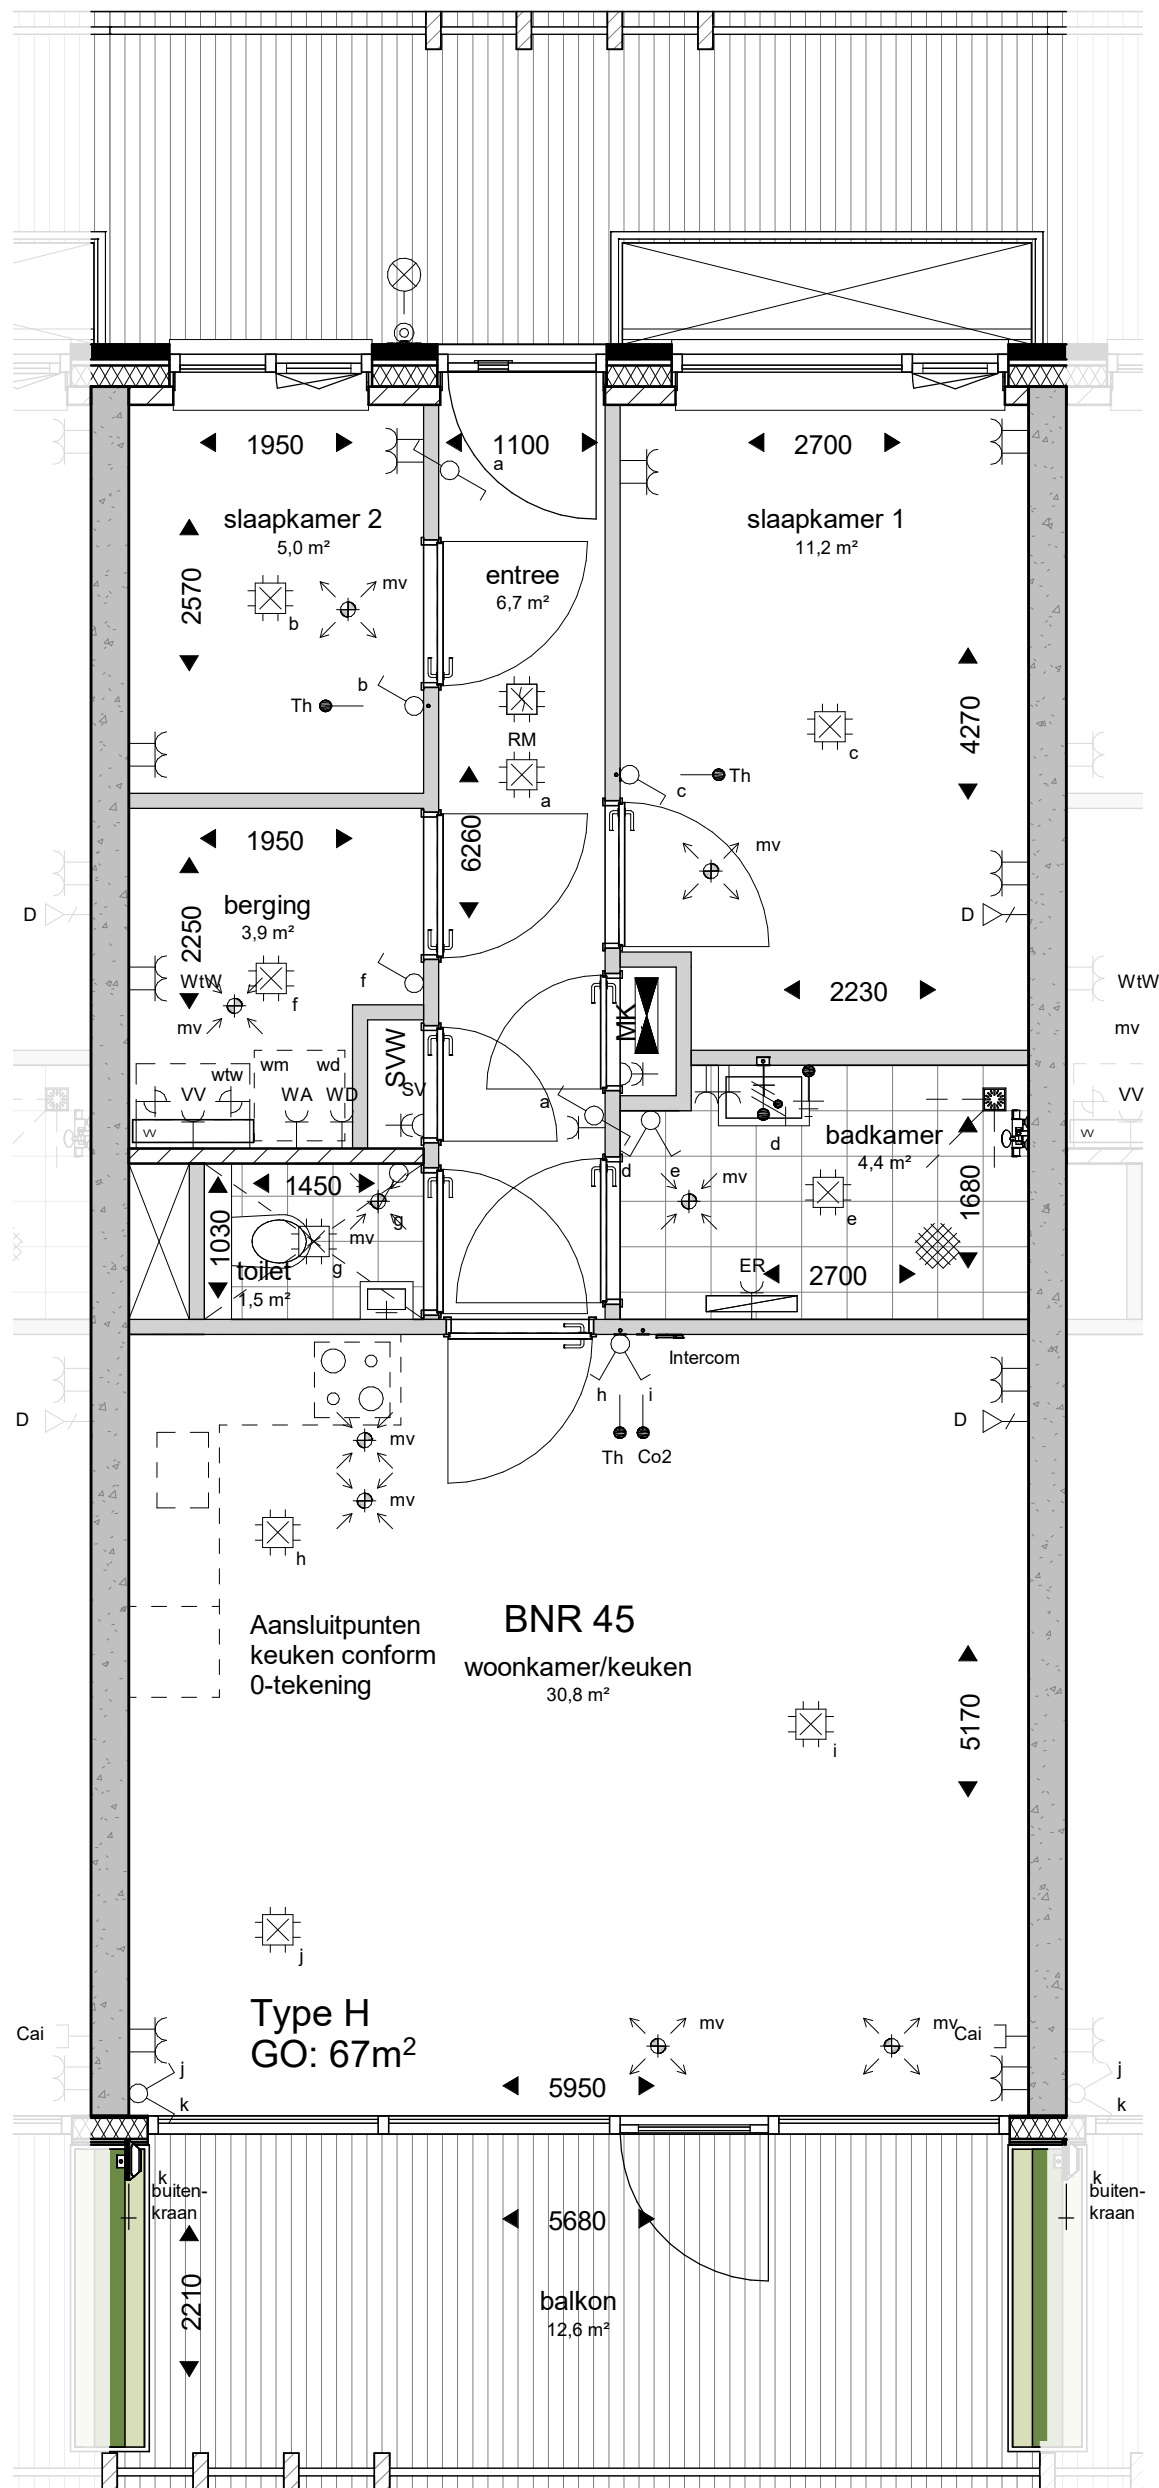 1950
1100
2700
a
slaapkamer 2
5,0 m²
slaapkamer 1
11,2 m²
entree
6,7 m²
2570
mv
b
b
Th
RM
a
4270
c
c
Th
6260
mv
1950
berging
3,9 m²
2250
D
D
f
WtW
f
mv
2230
WtW
mv
MK
SVW
wtw
wm
wd
VV
WA
WD
SV
vv
a
d
e
d
badkamer
4,4 m²
VV
vv
1450
1030
g
mv
g
toilet
1,5 m²
mv
e
1680
ER
2700
Intercom
h
i
Th
Co2
D
D
mv
mv
h
Aansluitpunten
keuken conform
0-tekening
BNR 45
woonkamer/keuken
30,8 m²
5170
i
j
Type H
GO: 67m²
Cai
mv
mv
Cai
j
k
5950
j
k
k
buiten-
kraan
k
buiten-
kraan
5680
2210
balkon
12,6 m²